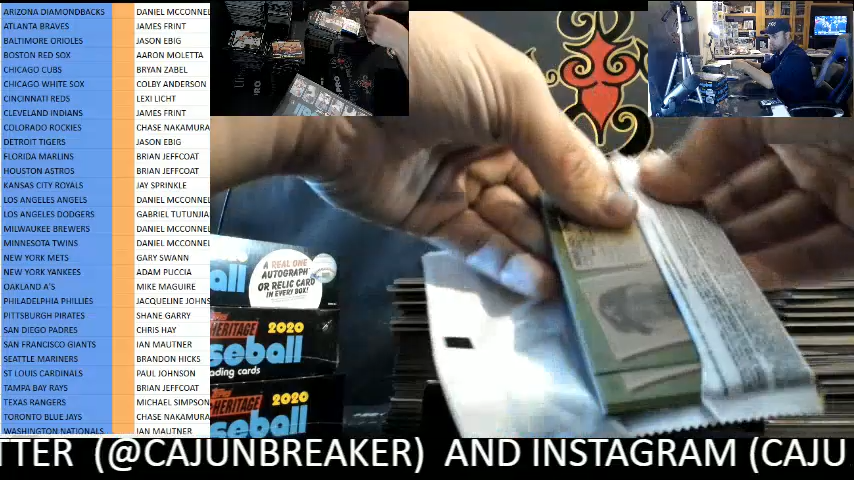 ARIZONA DIAMONDBACKS DANIEL MCCONNEL
ATLANTA BRAVES JAMES FRINT
BALTIMORE ORIOLES JASON EBIG
BOSTON RED SOX AARON MOLETTA
CHICAGO CUBS BRYAN ZABEL
CHICAGO WHITE SOX COLBY ANDERSON
CINCINNATI REDS LEXI LICHT
CLEVELAND INDIANS JAMES FRINT
COLORADO ROCKIES CHASE NAKAMURA
DETROIT TIGERS JASON EBIG
FLORIDA MARLINS BRIAN JEFFCOAT
HOUSTON ASTROS BRIAN JEFFCOAT
KANSAS CITY ROYALS JAY SPRINKLE
LOS ANGELES ANGELS DANIEL MCCONNEL
LOS ANGELES DODGERS GABRIEL TUTUNJIA
MILWAUKEE BREWERS DANIEL MCCONNEL
MINNESOTA TWINS DANIEL MCCONNEL
NEW YORK METS GARY SWANN
NEW YORK YANKEES ADAM PUCCIA
OAKLAND A'S MIKE MAGUIRE
PHILADELPHIA PHILLIES JACQUELINE JOHNS
PITTSBURGH PIRATES SHANE GARRY
SAN DIEGO PADRES CHRIS HAY
SAN FRANCISCO GIANTS IAN MAUTNER
SEATTLE MARINERS BRANDON HICKS
ST LOUIS CARDINALS PAUL JOHNSON
TAMPA BAY RAYS BRIAN JEFFCOAT
TEXAS RANGERS MICHAEL SIMPSON
TORONTO BLUE JAYS CHASE NAKAMURA
WASHINGTON NATIONALS IAN MAUTNER
all
A REAL ONE
AUTOGRAPH
OR RELIC CARD
IN EVERY BOX!
HERITAGE 2020
seball
ading cards
HERITAGE 2020
seball
TTER (@CAJUNBREAKER) AND INSTAGRAM (CAJU